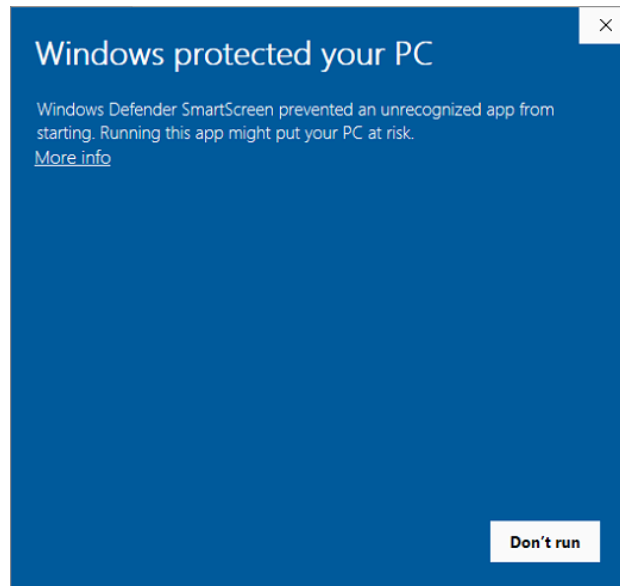 Windows protected your PC
Windows Defender SmartScreen prevented an unrecognized app from
starting. Running this app might put your PC at risk.
More info
Don't run